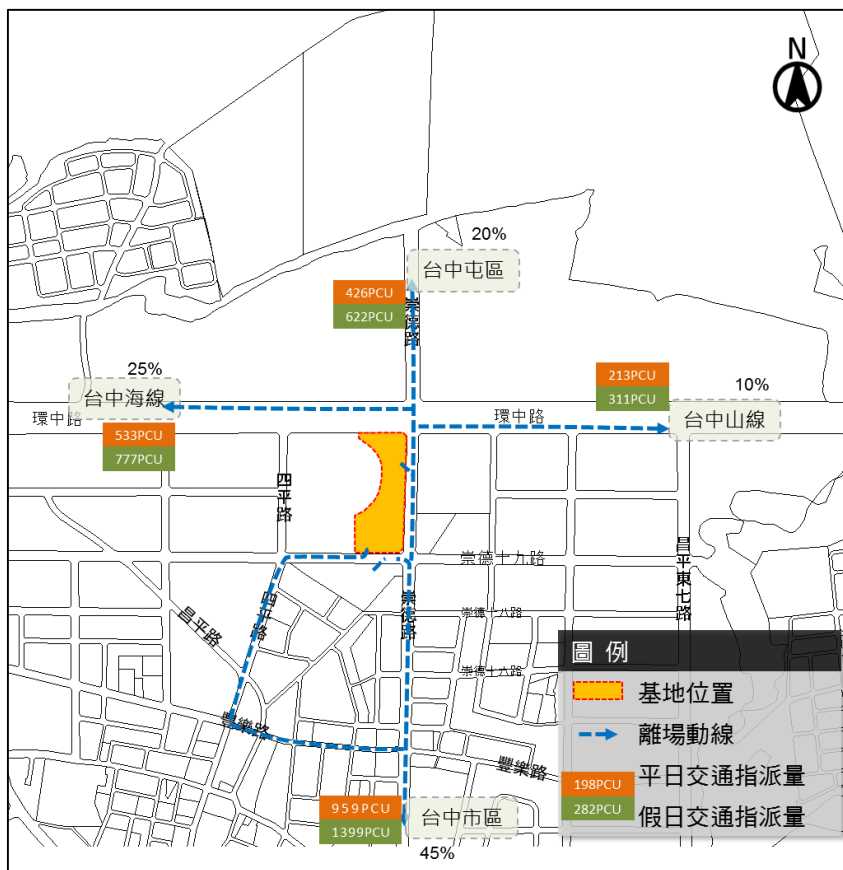 N
20%
台中屯區
426PCU
622PCU
崇德路
25%
台中海線
環中路
533PCU
777PCU
213PCU
311PCU
10%
環中路
台中山線
四平路
崇德十九路
昌平東七路
四平路
昌平路
崇德路
崇德十八路
崇德十六路
豐樂路
豐樂路
959PCU
1399PCU
台中市區
45%
圖 例
基地位置
離場動線
198PCU
282PCU
平日交通指派量
假日交通指派量